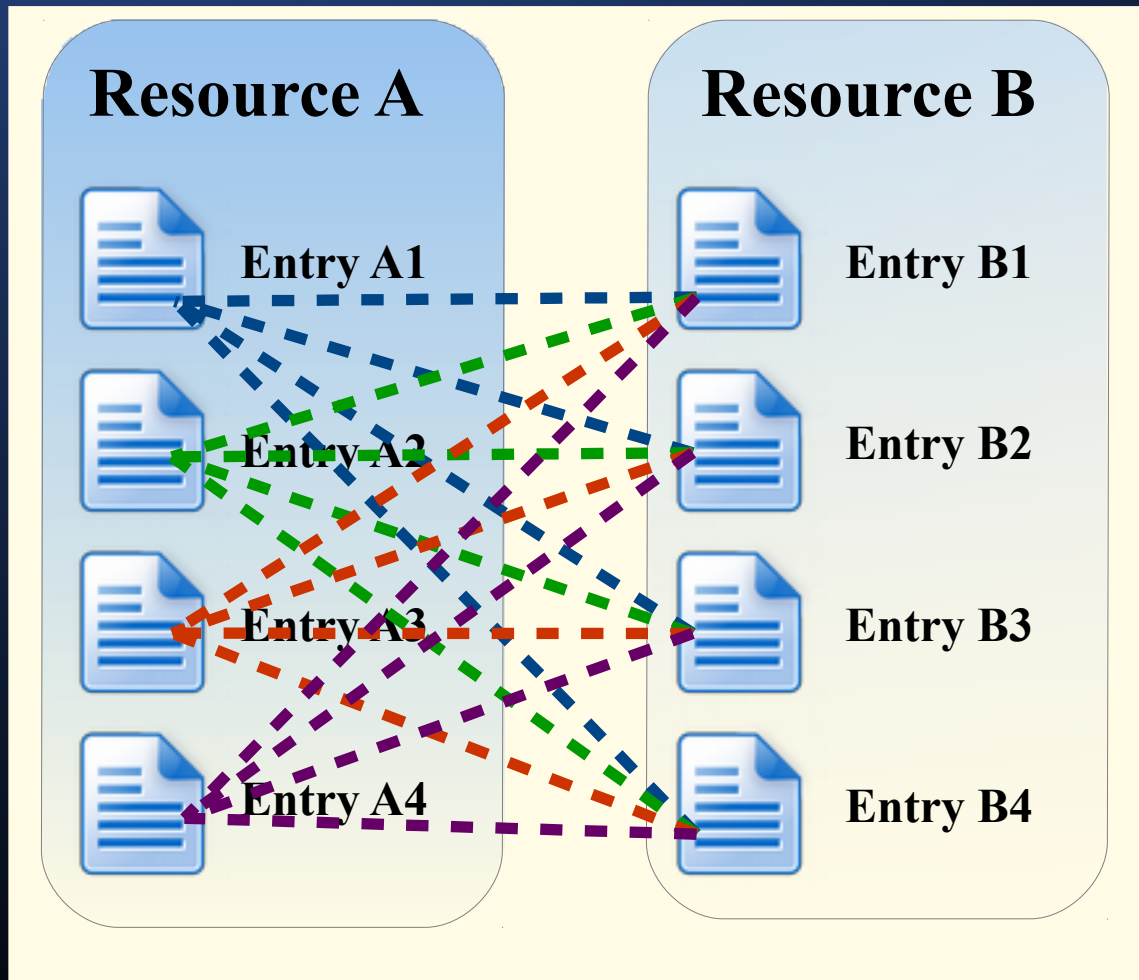 Resource A
Entry A1
Entry A2
Entry A3
Entry A4
Resource B
Entry B1
Entry B2
Entry B3
Entry B4